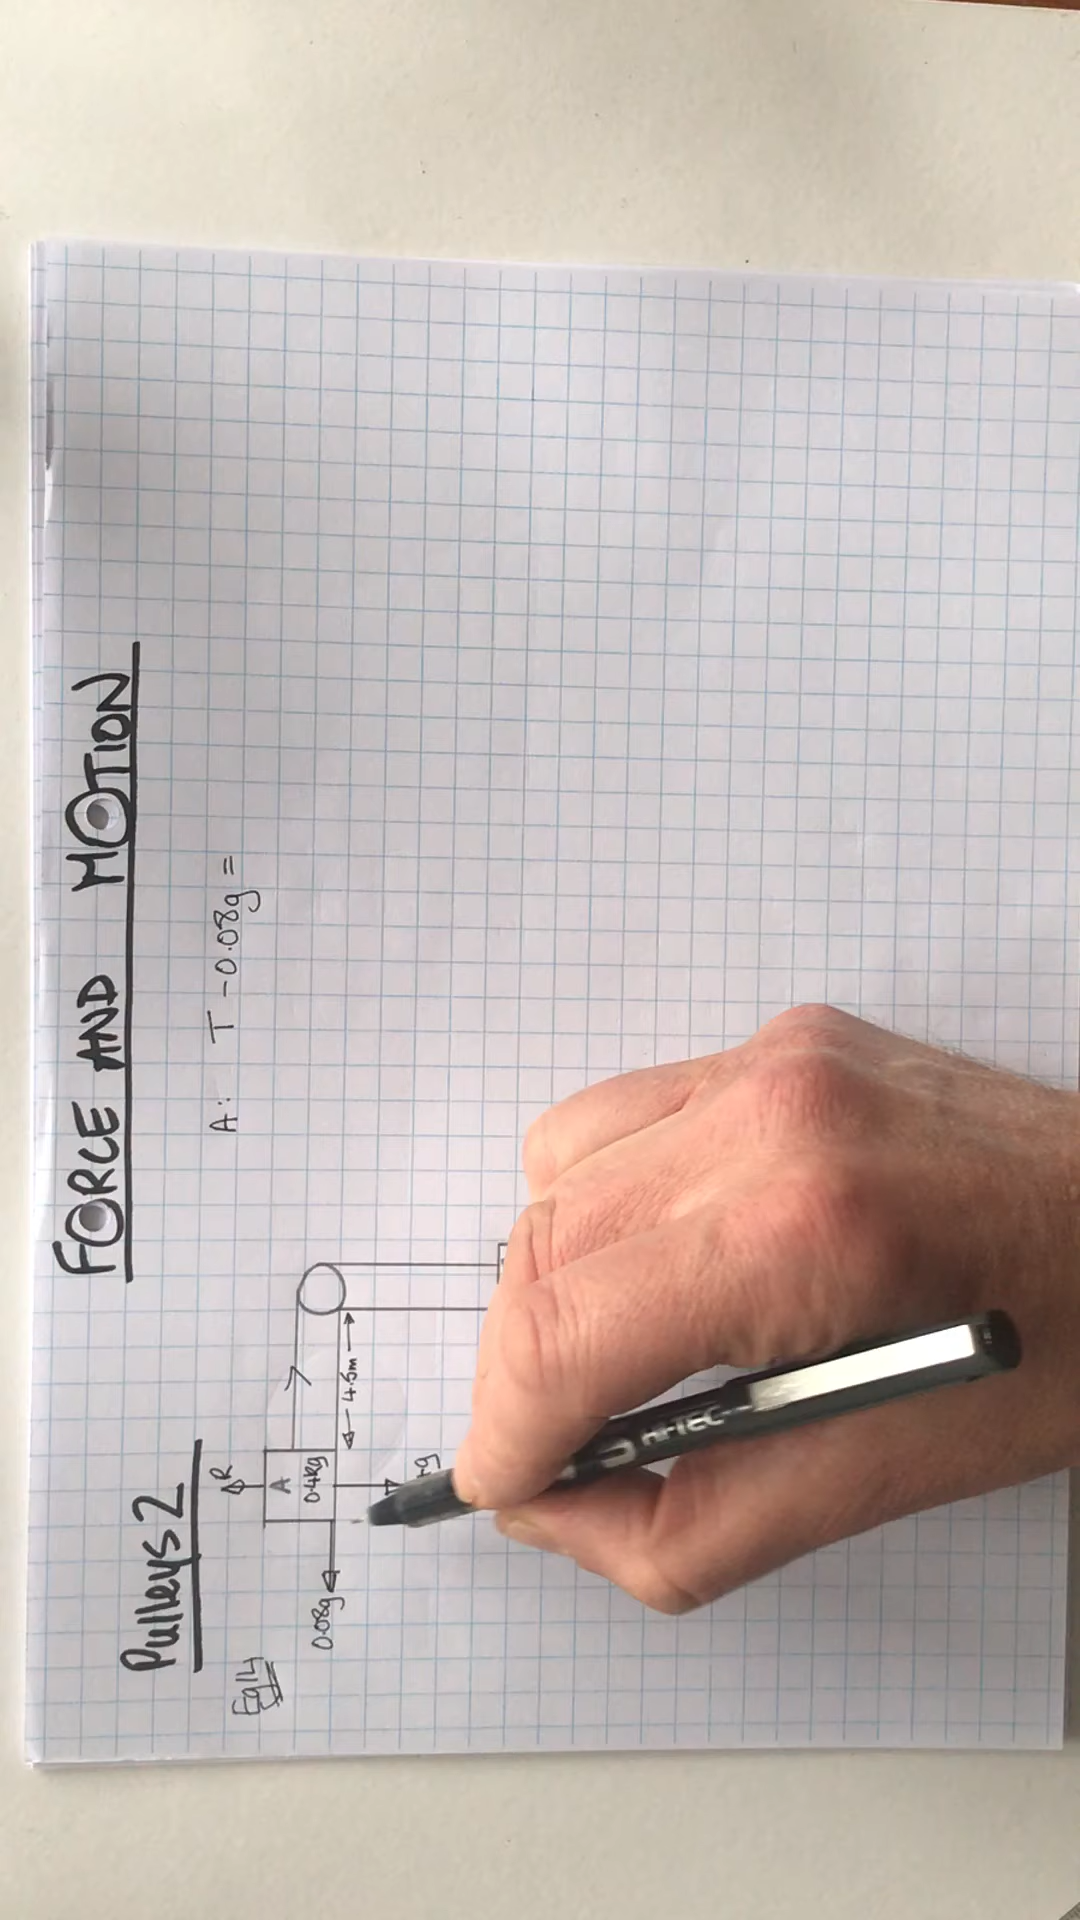 FORCE AND MOTION
Pulleys 2
Eg14
R
A
0.4kg
0.08g
4.5m
A: T - 0.08g =
HI-TEC